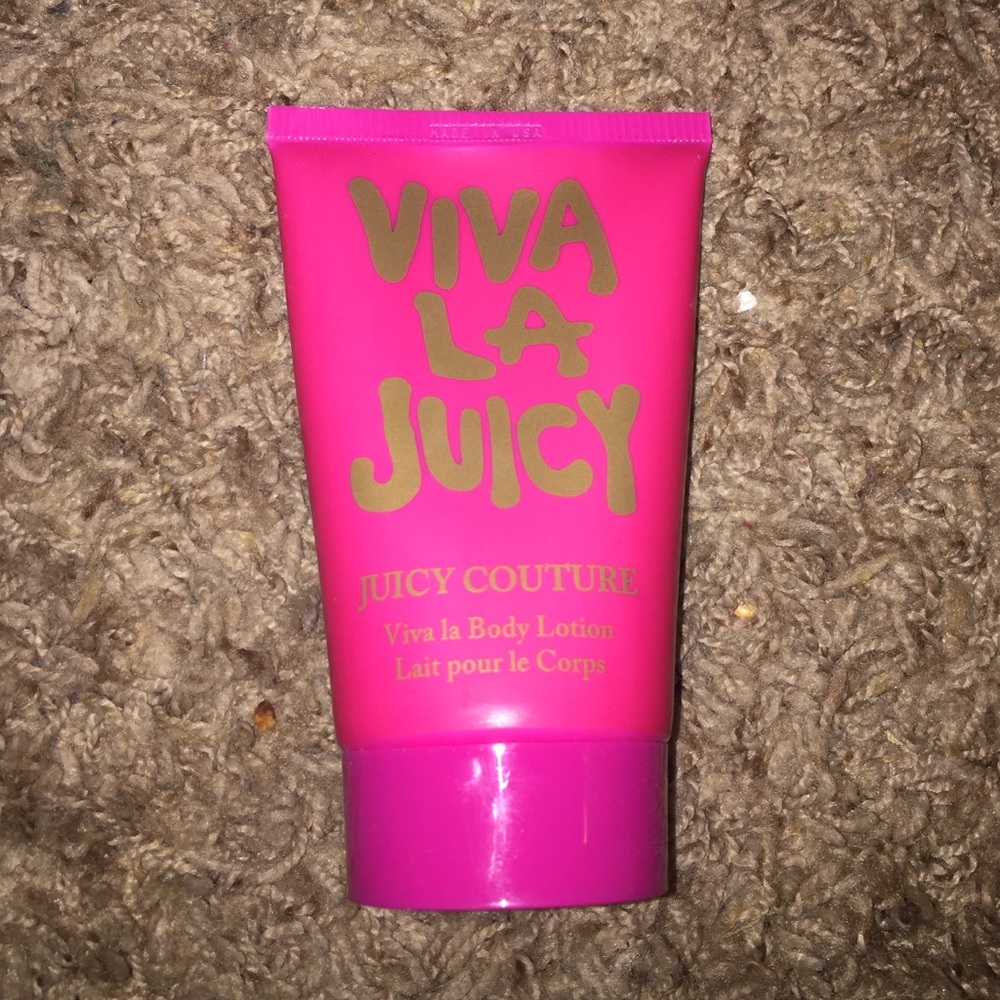 MADE IN USA
VIVA
LA
JUICY
JUICY COUTURE
Viva la Body Lotion
Lait pour le Corps